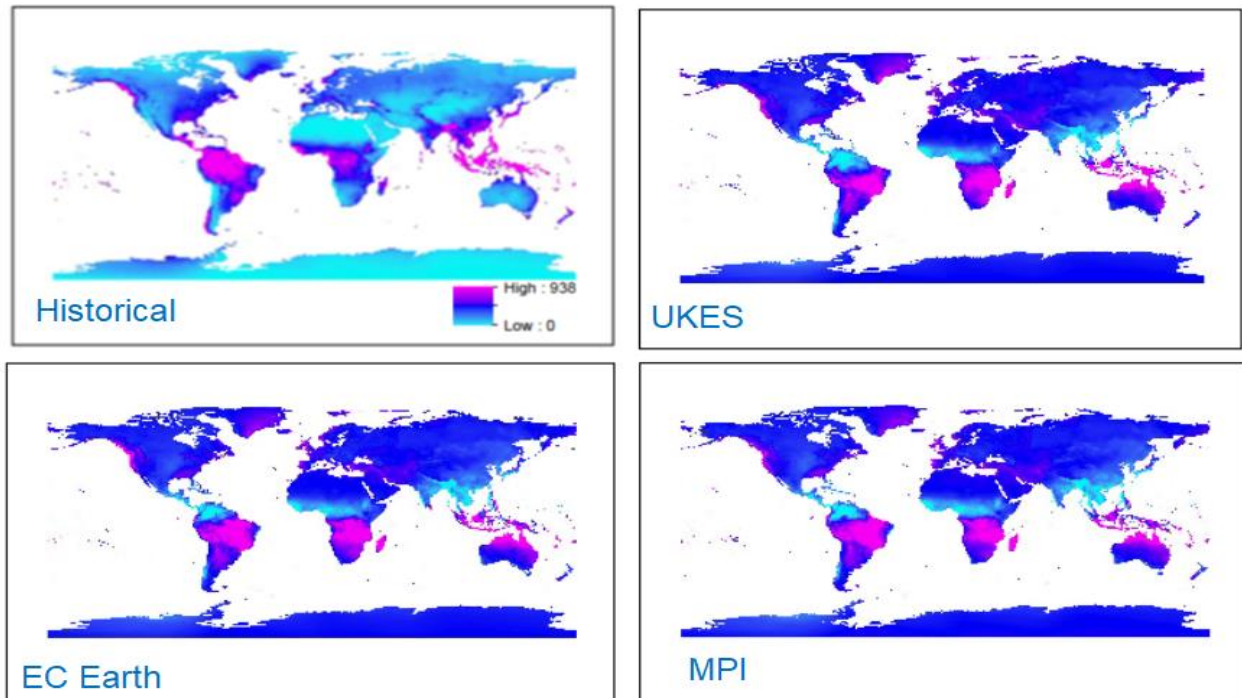 High : 938
Low : 0
Historical
UKES
EC Earth
MPI